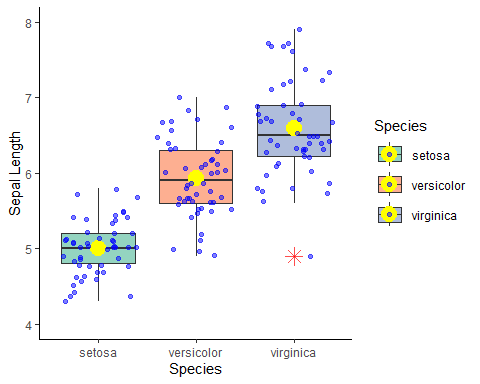 8
7
6
5
4
Sepal.Length
setosa
versicolor
virginica
Species
Species
setosa
versicolor
virginica